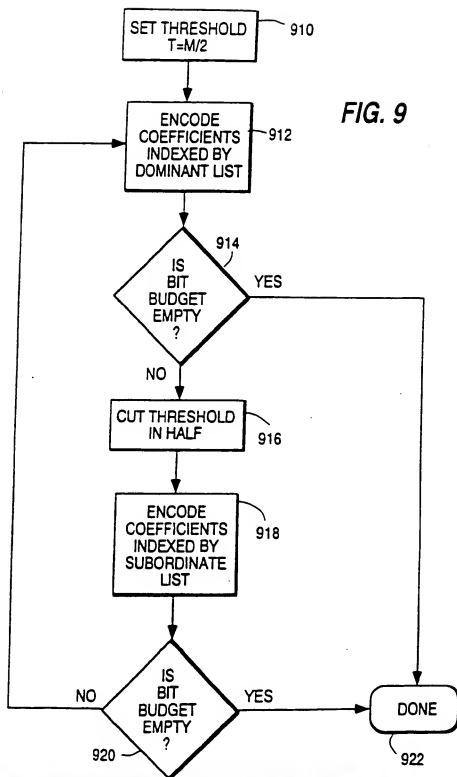 SET THRESHOLD
T=M/2
910
FIG. 9
ENCODE
COEFFICIENTS
INDEXED BY
DOMINANT LIST
912
914
IS
BIT
BUDGET
EMPTY
?
YES
NO
CUT THRESHOLD
IN HALF
916
ENCODE
COEFFICIENTS
INDEXED BY
SUBORDINATE
LIST
918
NO
IS
BIT
BUDGET
EMPTY
?
YES
920
DONE
922